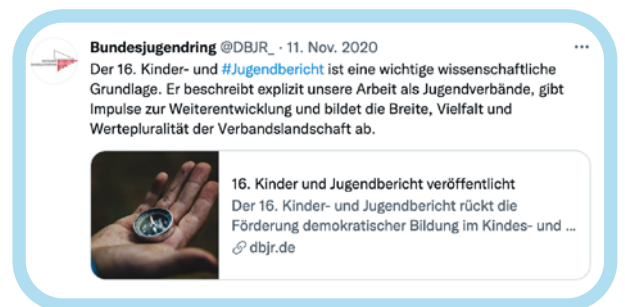 Bundesjugendring @DBJR_ · 11. Nov. 2020
Der 16. Kinder- und #Jugendbericht ist eine wichtige wissenschaftliche
Grundlage. Er beschreibt explizit unsere Arbeit als Jugendverbände, gibt
Impulse zur Weiterentwicklung und bildet die Breite, Vielfalt und
Wertepluralität der Verbandslandschaft ab.
16. Kinder und Jugendbericht veröffentlicht
Der 16. Kinder- und Jugendbericht rückt die
Förderung demokratischer Bildung im Kindes- und ...
dbjr.de